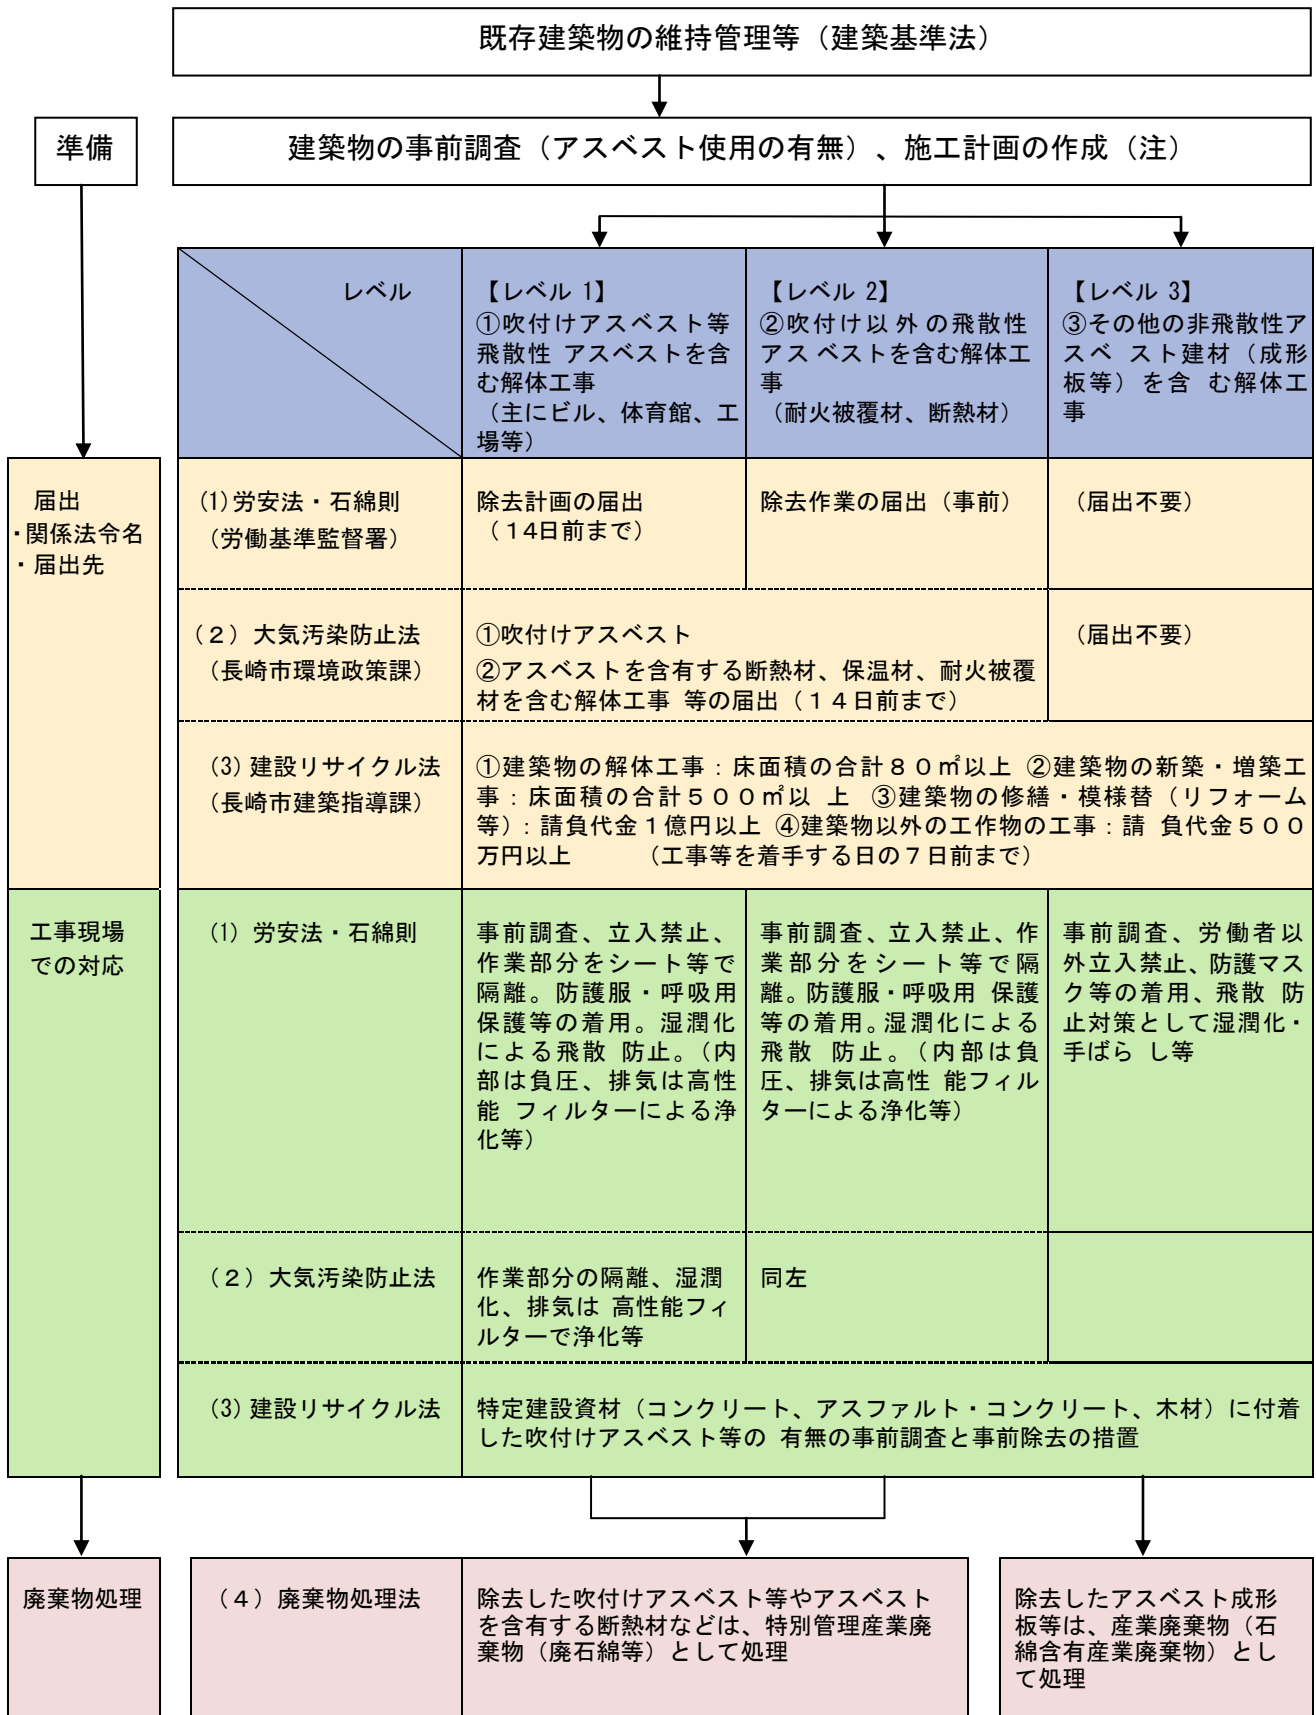 既存建築物の維持管理等（建築基準法）
準備
建築物の事前調査（アスベスト使用の有無）、施工計画の作成（注）
レベル
【レベル 1】
①吹付けアスベスト等
飛散性 アスベストを含
む解体工事
（主にビル、体育館、工
場等）
【レベル 2】
②吹付け以 外 の飛散性
アス ベストを含む解体工
事
（耐火被覆材、断熱材）
【レベル 3】
③その他の非飛散性ア
スベ スト建材（成形
板等）を含 む解体工
事
届出
・関係法令名
・届出先
(1)労安法・石綿則
（労働基準監督署）
除去計画の届出
（14日前まで）
除去作業の届出（事前）
（届出不要）
（２）大気汚染防止法
（長崎市環境政策課）
①吹付けアスベスト
②アスベストを含有する断熱材、保温材、耐火被覆
材を含む解体工事 等の届出（１４日前まで）
（届出不要）
(3)建設リサイクル法
（長崎市建築指導課）
①建築物の解体工事：床面積の合計８０㎡以上 ②建築物の新築・増築工
事：床面積の合計５００㎡以 上 ③建築物の修繕・模様替（リフォーム
等）：請負代金１億円以上 ④建築物以外の工作物の工事：請 負代金５００
万円以上 （工事等を着手する日の７日前まで）
工事現場
での対応
(1) 労安法・石綿則
事前調査、立入禁止、
作業部分をシート等で
隔離。防護服・呼吸用
保護等の着用。湿潤化
による飛散 防止。（内
部は負圧、排気は高性
能 フィルターによる浄
化等）
事前調査、立入禁止、作
業部分をシート等で隔
離。防護服・呼吸用 保護
等の着用。湿潤化による
飛散 防止。（内部は負
圧、排気は高性 能フィル
ターによる浄化等）
事前調査、労働者以
外立入禁止、防護マス
ク等の着用、飛散 防
止対策として湿潤化・
手ばら し等
（２）大気汚染防止法
作業部分の隔離、湿潤
化、排気は 高性能フィ
ルターで浄化等
同左
(3)建設リサイクル法
特定建設資材（コンクリート、アスファルト・コンクリート、木材）に付着
した吹付けアスベスト等の 有無の事前調査と事前除去の措置
廃棄物処理
（４）廃棄物処理法
除去した吹付けアスベスト等やアスベスト
を含有する断熱材などは、特別管理産業廃
棄物（廃石綿等）として処理
除去したアスベスト成形
板等は、産業廃棄物（石
綿含有産業廃棄物）とし
て処理